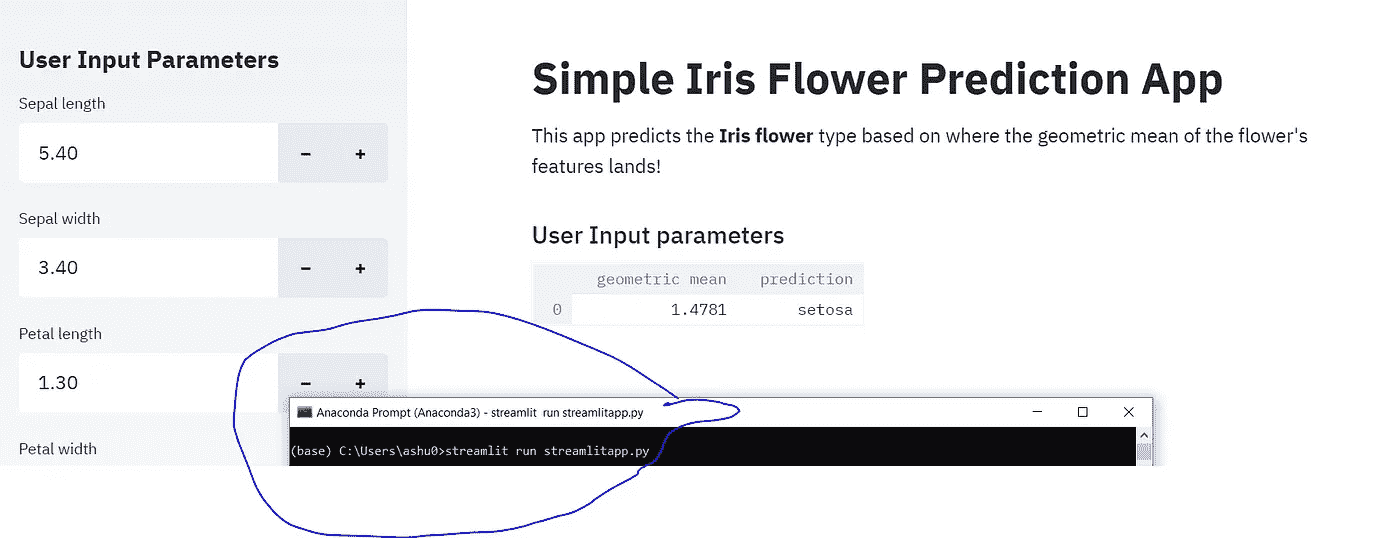 User Input Parameters
Sepal length
5.40
− +
Sepal width
3.40
− +
Petal length
1.30
− +
Petal width
Simple Iris Flower Prediction App
This app predicts the Iris flower type based on where the geometric mean of the flower's
features lands!
User Input parameters
geometric mean prediction
0 1.4781 setosa
Anaconda Prompt (Anaconda3) - streamlit run streamlitapp.py
(base) C:\Users\ashu0>streamlit run streamlitapp.py